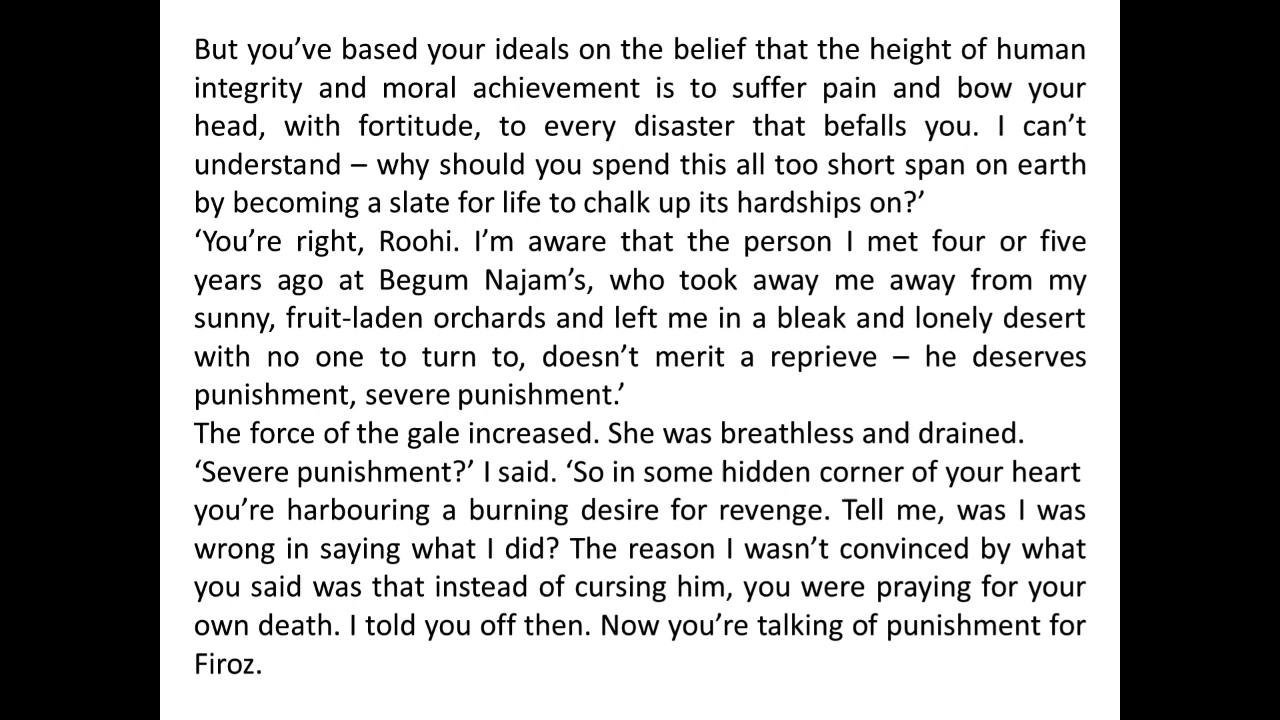 But you’ve based your ideals on the belief that the height of human
integrity and moral achievement is to suffer pain and bow your
head, with fortitude, to every disaster that befalls you. I can’t
understand – why should you spend this all too short span on earth
by becoming a slate for life to chalk up its hardships on?’
‘You’re right, Roohi. I’m aware that the person I met four or five
years ago at Begum Najam’s, who took away me away from my
sunny, fruit-laden orchards and left me in a bleak and lonely desert
with no one to turn to, doesn’t merit a reprieve – he deserves
punishment, severe punishment.’
The force of the gale increased. She was breathless and drained.
‘Severe punishment?’ I said. ‘So in some hidden corner of your heart
you’re harbouring a burning desire for revenge. Tell me, was I was
wrong in saying what I did? The reason I wasn’t convinced by what
you said was that instead of cursing him, you were praying for your
own death. I told you off then. Now you’re talking of punishment for
Firoz.